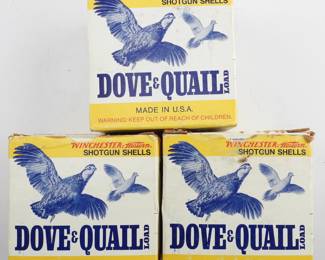 SHOTGUN SHELLS
DOVE & QUAIL LOAD
MADE IN U.S.A.
WARNING: KEEP OUT OF REACH OF CHILDREN.
WINCHESTER Western
SHOTGUN SHELLS
DOVE & QUAIL LOAD
WINCHESTER Western
SHOTGUN SHELLS
DOVE & QUAIL LOAD